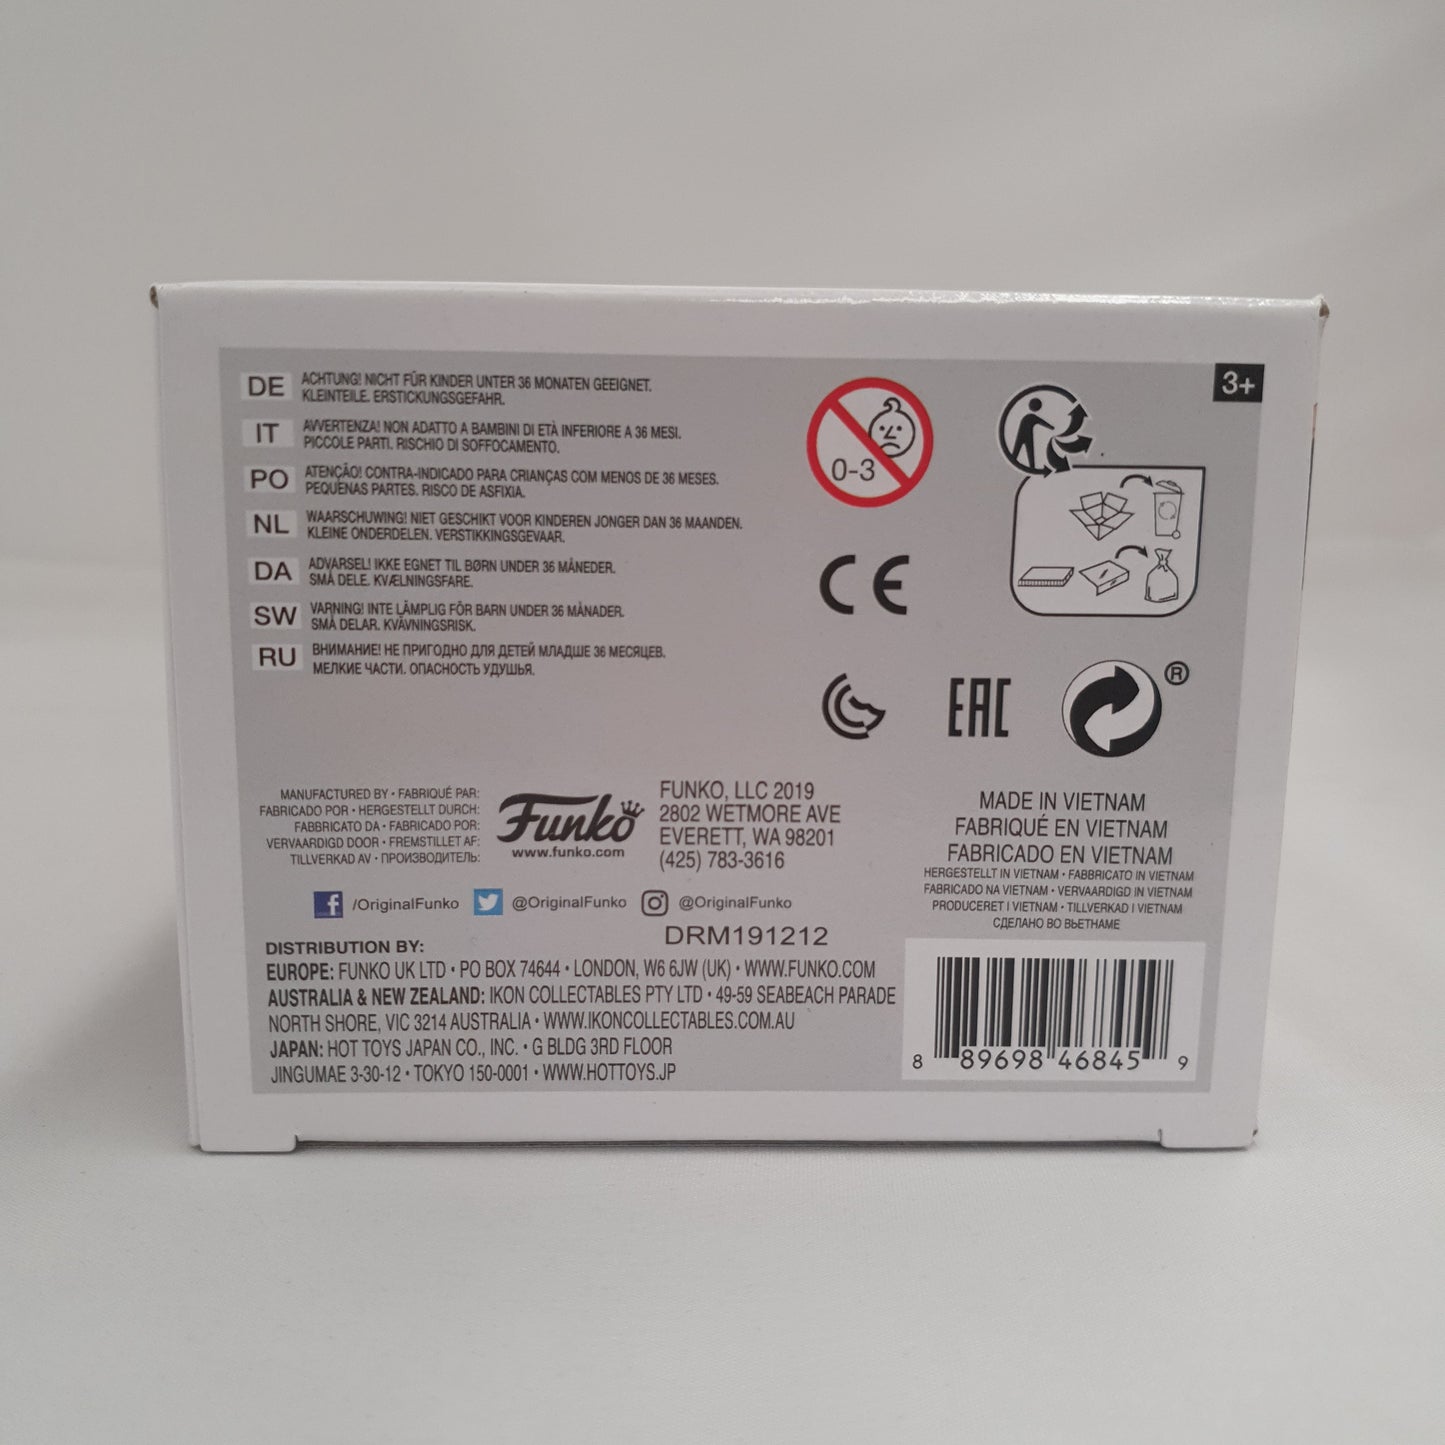 DE ACHTUNG! NICHT FÜR KINDER UNTER 36 MONATEN GEEIGNET.
KLEINTEILE. ERSTICKUNGSGEFAHR.
IT AVVERTENZA! NON ADATTO A BAMBINI DI ETÀ INFERIORE A 36 MESI.
PICCOLE PARTI. RISCHIO DI SOFFOCAMENTO.
PO ATENÇÃO! CONTRA-INDICADO PARA CRIANÇAS COM MENOS DE 36 MESES.
PEQUENAS PARTES. RISCO DE ASFIXIA.
NL WAARSCHUWING! NIET GESCHIKT VOOR KINDEREN JONGER DAN 36 MAANDEN.
KLEINE ONDERDELEN. VERSTIKKINGSGEVAAR.
DA ADVARSEL! IKKE EGNET TIL BØRN UNDER 36 MÅNEDER.
SMÅ DELE. KVÆLNINGSFARE.
SW VARNING! INTE LÄMPLIG FÖR BARN UNDER 36 MÅNADER.
SMÅ DELAR. KVÄVNINGSRISK.
RU ВНИМАНИЕ! НЕ ПРИГОДНО ДЛЯ ДЕТЕЙ МЛАДШЕ 36 МЕСЯЦЕВ.
МЕЛКИЕ ЧАСТИ. ОПАСНОСТЬ УДУШЬЯ.
0-3
3+
CE
EAC
®
MANUFACTURED BY • FABRIQUÉ PAR:
FABRICADO POR • HERGESTELLT DURCH:
FABBRICATO DA • FABRICADO POR:
VERVAARDIGD DOOR • FREMSTILLET AF:
TILLVERKAD AV • ПРОИЗВОДИТЕЛЬ:
Funko
www.funko.com
FUNKO, LLC 2019
2802 WETMORE AVE
EVERETT, WA 98201
(425) 783-3616
/OriginalFunko @OriginalFunko @OriginalFunko
DRM191212
DISTRIBUTION BY:
EUROPE: FUNKO UK LTD • PO BOX 74644 • LONDON, W6 6JW (UK) • WWW.FUNKO.COM
AUSTRALIA & NEW ZEALAND: IKON COLLECTABLES PTY LTD • 49-59 SEABEACH PARADE
NORTH SHORE, VIC 3214 AUSTRALIA • WWW.IKONCOLLECTABLES.COM.AU
JAPAN: HOT TOYS JAPAN CO., INC. • G BLDG 3RD FLOOR
JINGUMAE 3-30-12 • TOKYO 150-0001 • WWW.HOTTOYS.JP
MADE IN VIETNAM
FABRIQUÉ EN VIETNAM
FABRICADO EN VIETNAM
HERGESTELLT IN VIETNAM • FABBRICATO IN VIETNAM
FABRICADO NA VIETNAM • VERVAARDIGD IN VIETNAM
PRODUCERET I VIETNAM • TILLVERKAD I VIETNAM
СДЕЛАНО ВО ВЬЕТНАМЕ
8 89698 46845 9